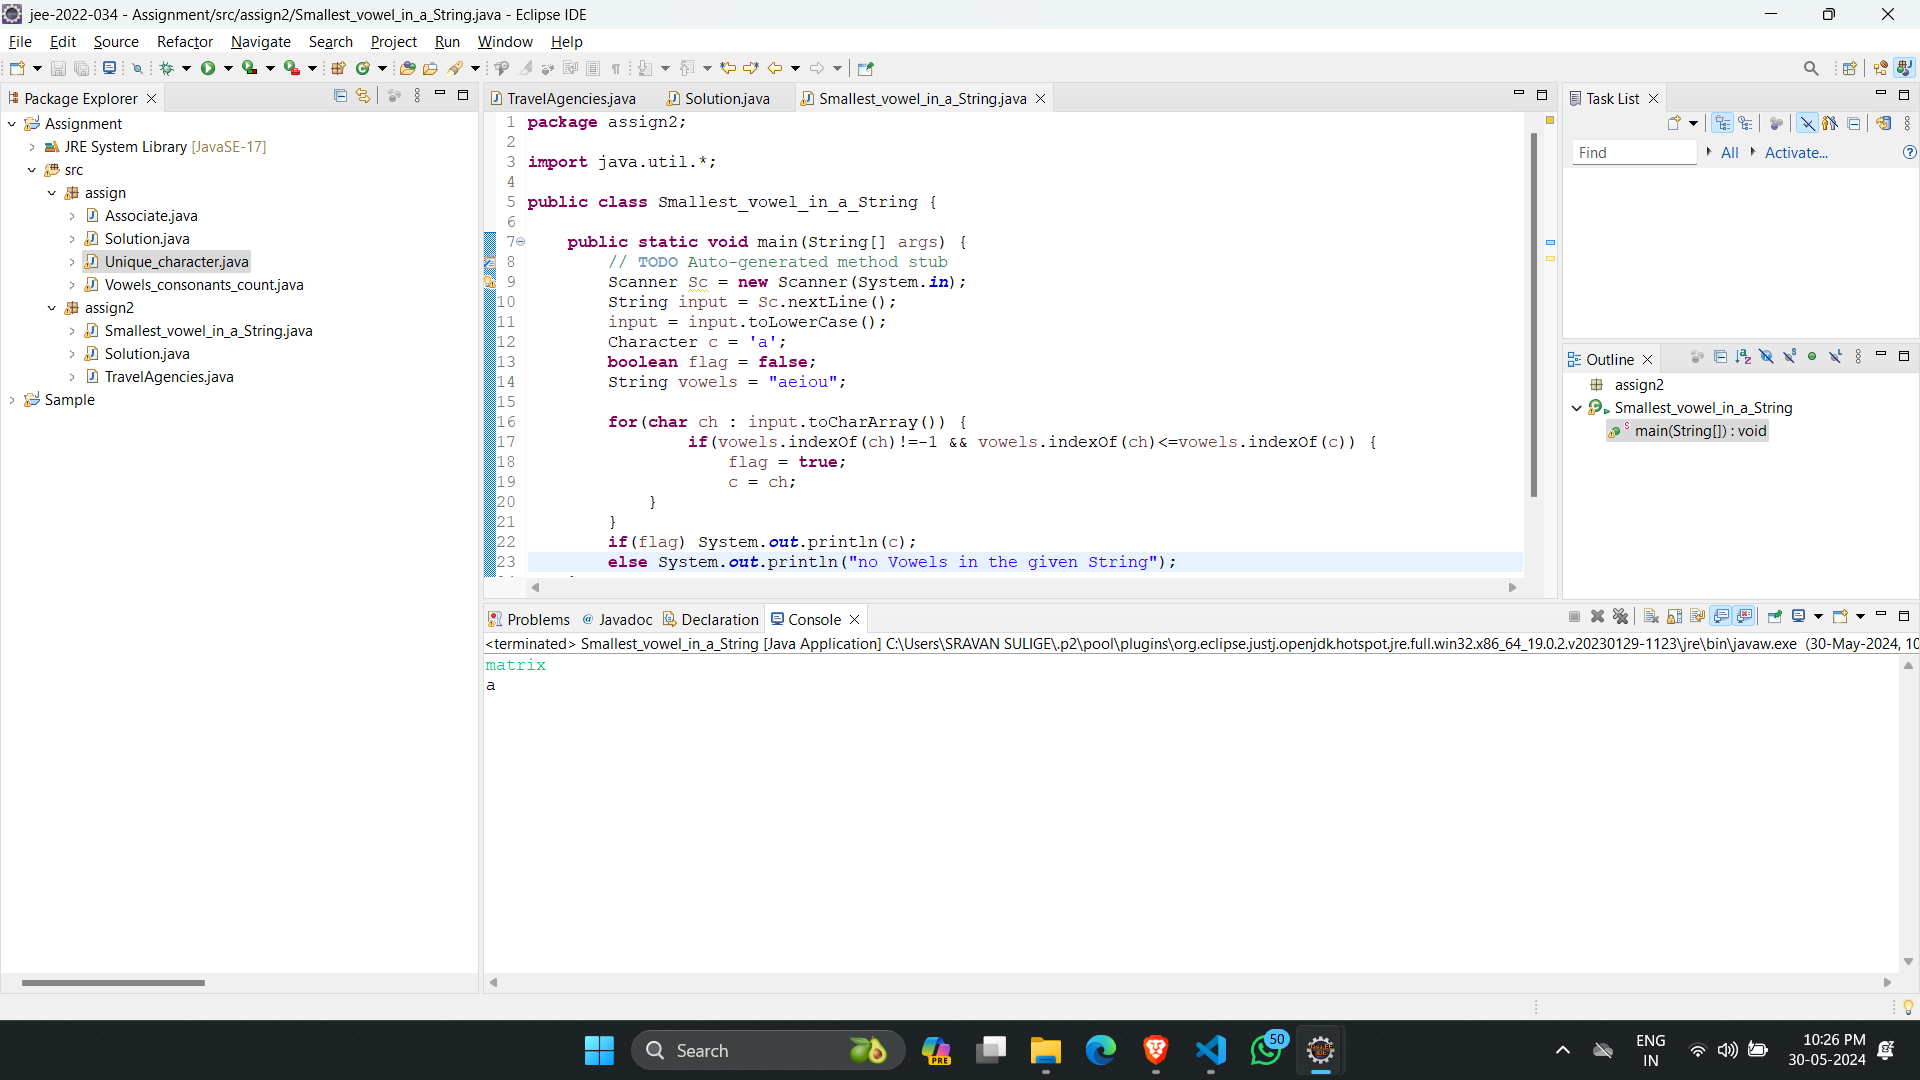 jee-2022-034 - Assignment/src/assign2/Smallest_vowel_in_a_String.java - Eclipse IDE
File Edit Source Refactor Navigate Search Project Run Window Help
Package Explorer
Assignment
JRE System Library [JavaSE-17]
src
assign
Associate.java
Solution.java
Unique_character.java
Vowels_consonants_count.java
assign2
Smallest_vowel_in_a_String.java
Solution.java
TravelAgencies.java
Sample
TravelAgencies.java Solution.java Smallest_vowel_in_a_String.java
1 package assign2;
2
3 import java.util.*;
4
5 public class Smallest_vowel_in_a_String {
6
7 public static void main(String[] args) {
8 // TODO Auto-generated method stub
9 Scanner Sc = new Scanner(System.in);
10 String input = Sc.nextLine();
11 input = input.toLowerCase();
12 Character c = 'a';
13 boolean flag = false;
14 String vowels = "aeiou";
15
16 for(char ch : input.toCharArray()) {
17 if(vowels.indexOf(ch)!=-1 && vowels.indexOf(ch)<=vowels.indexOf(c)) {
18 flag = true;
19 c = ch;
20 }
21 }
22 if(flag) System.out.println(c);
23 else System.out.println("no Vowels in the given String");
Task List
Find All Activate...
Outline
assign2
Smallest_vowel_in_a_String
main(String[]) : void
Problems Javadoc Declaration Console
<terminated> Smallest_vowel_in_a_String [Java Application] C:\Users\SRAVAN SULIGE\.p2\pool\plugins\org.eclipse.justj.openjdk.hotspot.jre.full.win32.x86_64_19.0.2.v20230129-1123\jre\bin\javaw.exe (30-May-2024, 10
matrix
a
Search
PRE
50
ENG
IN
10:26 PM
30-05-2024